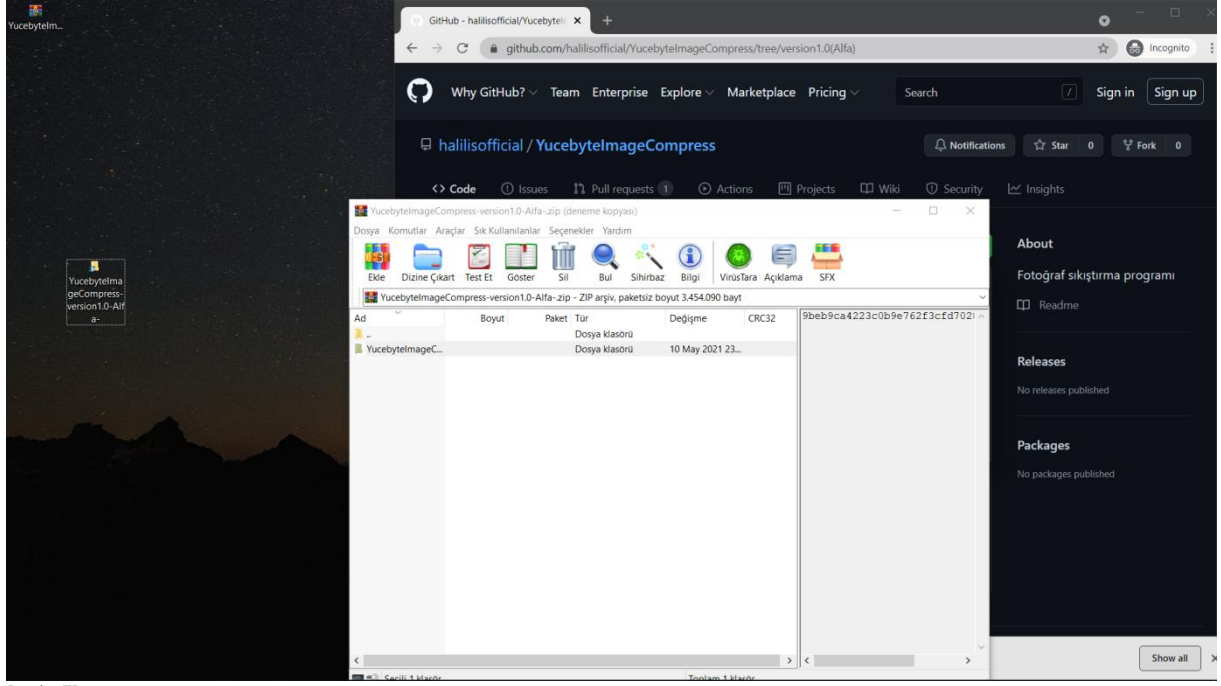 YucebyteIm...
Yucebytelma
geCompress-
version1.0-Alf
a-
GitHub - halilisofficial/YucebyteIr
github.com/halilisofficial/YucebyteImageCompress/tree/version1.0(Alfa)
Incognito
Why GitHub? Team Enterprise Explore Marketplace Pricing Search / Sign in Sign up
halilisofficial / YucebyteImageCompress
Notifications Star 0 Fork 0
Code Issues Pull requests 1 Actions Projects Wiki Security Insights
YucebyteImageCompress-version1.0-Alfa-.zip (deneme kopyası)
Dosya Komutlar Araçlar Sık Kullanılanlar Seçenekler Yardım
Ekle Dizine Çıkart Test Et Göster Sil Bul Sihirbaz Bilgi VirüsTara Açıklama SFX
YucebyteImageCompress-version1.0-Alfa-.zip - ZIP arşiv, paketsiz boyut 3.454.090 bayt
Ad Boyut Paket Tür Değişme CRC32
.. Dosya klasörü
YucebyteImageC... Dosya klasörü 10 May 2021 23...
9beb9ca4223c0b9e762f3cfd702
Seçili 1 klasör Toplam 1 klasör
About
Fotoğraf sıkıştırma programı
Readme
Releases
No releases published
Packages
No packages published
Show all